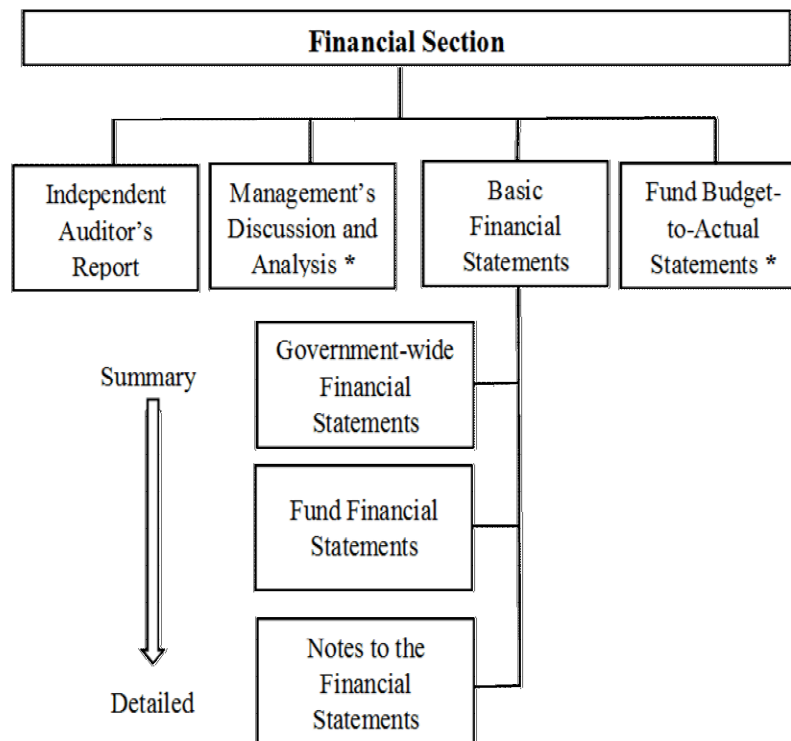 Financial Section
Independent
Auditor's
Report
Management's
Discussion and
Analysis *
Basic
Financial
Statements
Fund Budget-
to-Actual
Statements *
Summary
Government-wide
Financial
Statements
Fund Financial
Statements
Notes to the
Financial
Statements
Detailed